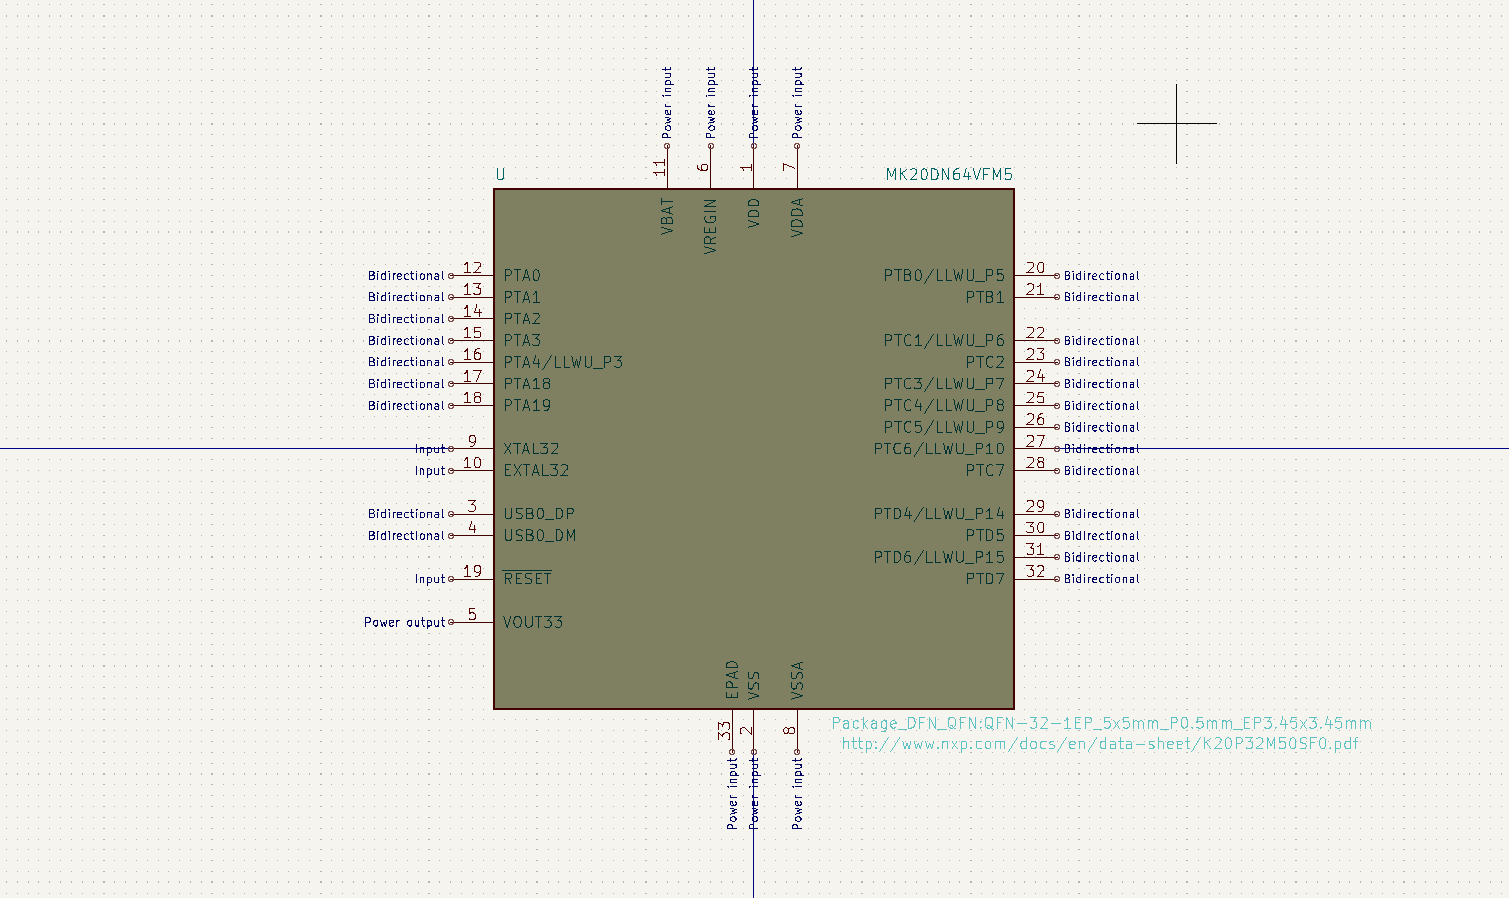 Power input Power input Power input Power input
11 6 1 7
U MK20DN64VFM5
VBAT VREGIN VDD VDDA
Bidirectional 12 PTA0 PTB0/LLWU_P5 20 Bidirectional
Bidirectional 13 PTA1 PTB1 21 Bidirectional
Bidirectional 14 PTA2
Bidirectional 15 PTA3 PTC1/LLWU_P6 22 Bidirectional
Bidirectional 16 PTA4/LLWU_P3 PTC2 23 Bidirectional
Bidirectional 17 PTA18 PTC3/LLWU_P7 24 Bidirectional
Bidirectional 18 PTA19 PTC4/LLWU_P8 25 Bidirectional
PTC5/LLWU_P9 26 Bidirectional
Input 9 XTAL32 PTC6/LLWU_P10 27 Bidirectional
Input 10 EXTAL32 PTC7 28 Bidirectional
Bidirectional 3 USB0_DP PTD4/LLWU_P14 29 Bidirectional
Bidirectional 4 USB0_DM PTD5 30 Bidirectional
PTD6/LLWU_P15 31 Bidirectional
Input 19 RESET PTD7 32 Bidirectional
Power output 5 VOUT33
EPAD VSS VSSA
33 2 8
Power input Power input Power input
Package_DFN_QFN:QFN-32-1EP_5x5mm_P0.5mm_EP3.45x3.45mm
http://www.nxp.com/docs/en/data-sheet/K20P32M50SF0.pdf